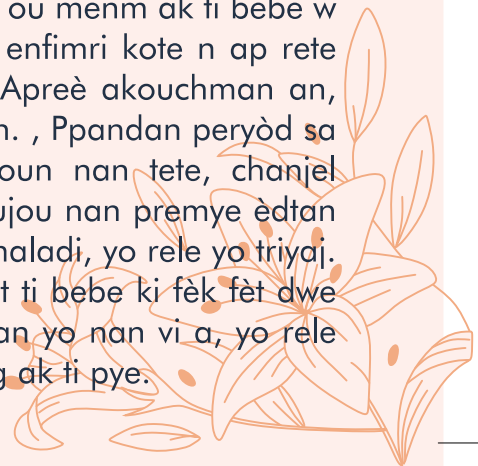 ou menm ak ti bebe w
enfimri kote n ap rete
Apreè akouchman an,
n. , Ppandan peryòd sa
oun nan tete, chanjel
ujou nan premye èdtan
naladi, yo rele yo triyaj.
t ti bebe ki fèk fèt dwe
an yo nan vi a, yo rele
g ak ti pye.